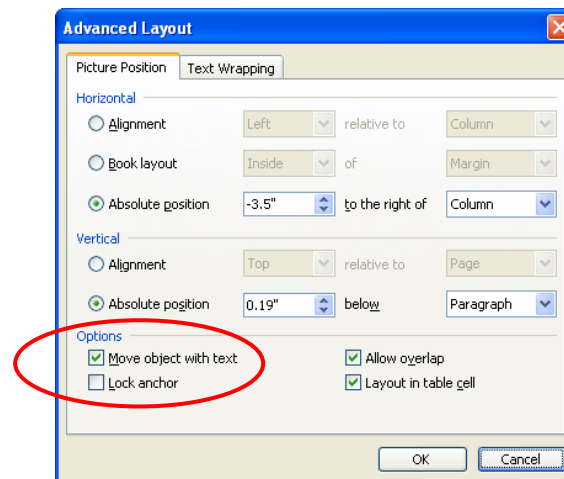 Advanced Layout
Picture Position Text Wrapping
Horizontal
Alignment Left relative to Column
Book layout Inside of Margin
Absolute position -3.5" to the right of Column
Vertical
Alignment Top relative to Page
Absolute position 0.19" below Paragraph
Options
Move object with text Allow overlap
Lock anchor Layout in table cell
OK Cancel